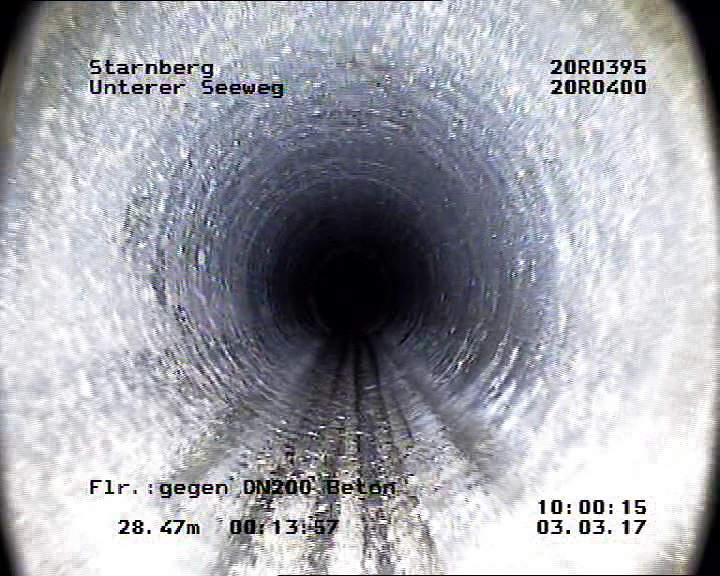 Starnberg 20R0395
Unterer Seeweg 20R0400
Flr.:gegen DN200 Beton
10:00:15
28.47m 00:13:57 03.03.17